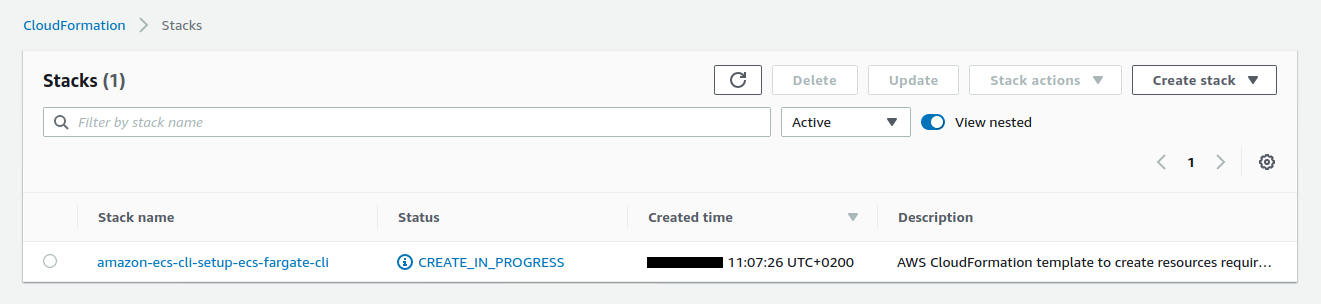 CloudFormation > Stacks
Stacks (1)
Delete
Update
Stack actions
Create stack
Filter by stack name
Active
View nested
1
Stack name Status Created time Description
amazon-ecs-cli-setup-ecs-fargate-cli CREATE_IN_PROGRESS 11:07:26 UTC+0200 AWS CloudFormation template to create resources requir…